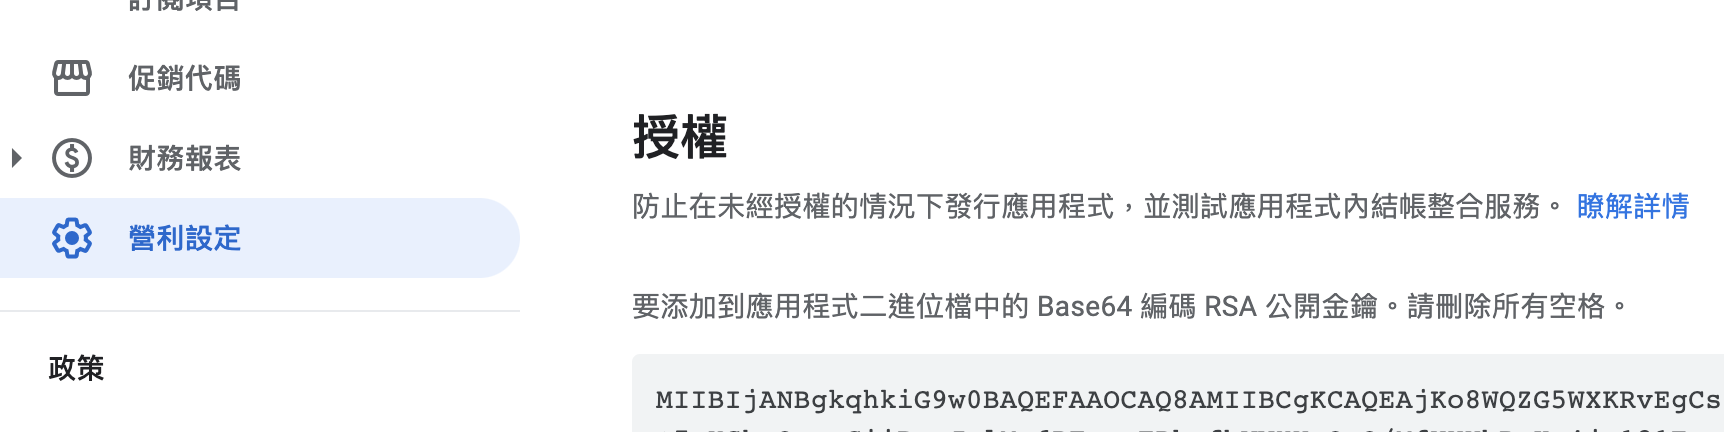 訂閱項目
促銷代碼
財務報表
營利設定
政策
授權
防止在未經授權的情況下發行應用程式，並測試應用程式內結帳整合服務。 瞭解詳情
要添加到應用程式二進位檔中的 Base64 編碼 RSA 公開金鑰。請刪除所有空格。
MIIBIjANBgkqhkiG9w0BAQEFAAOCAQ8AMIIBCgKCAQEAjKo8WQZG5WXKRvEgCs